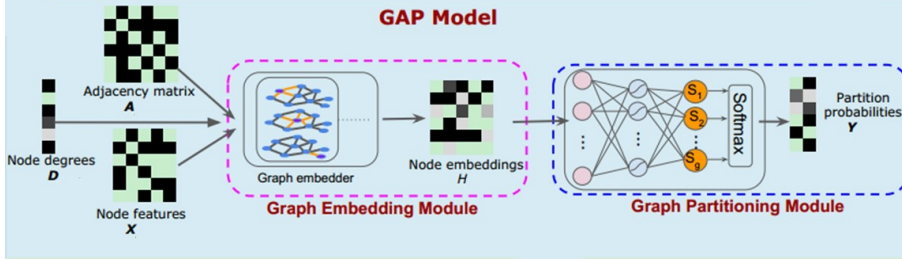 GAP Model
Adjacency matrix
A
Node degrees
D
Node features
X
Graph embedder
Node embeddings
H
Graph Embedding Module
S1
S2
Sg
Softmax
Partition
probabilities
Y
Graph Partitioning Module